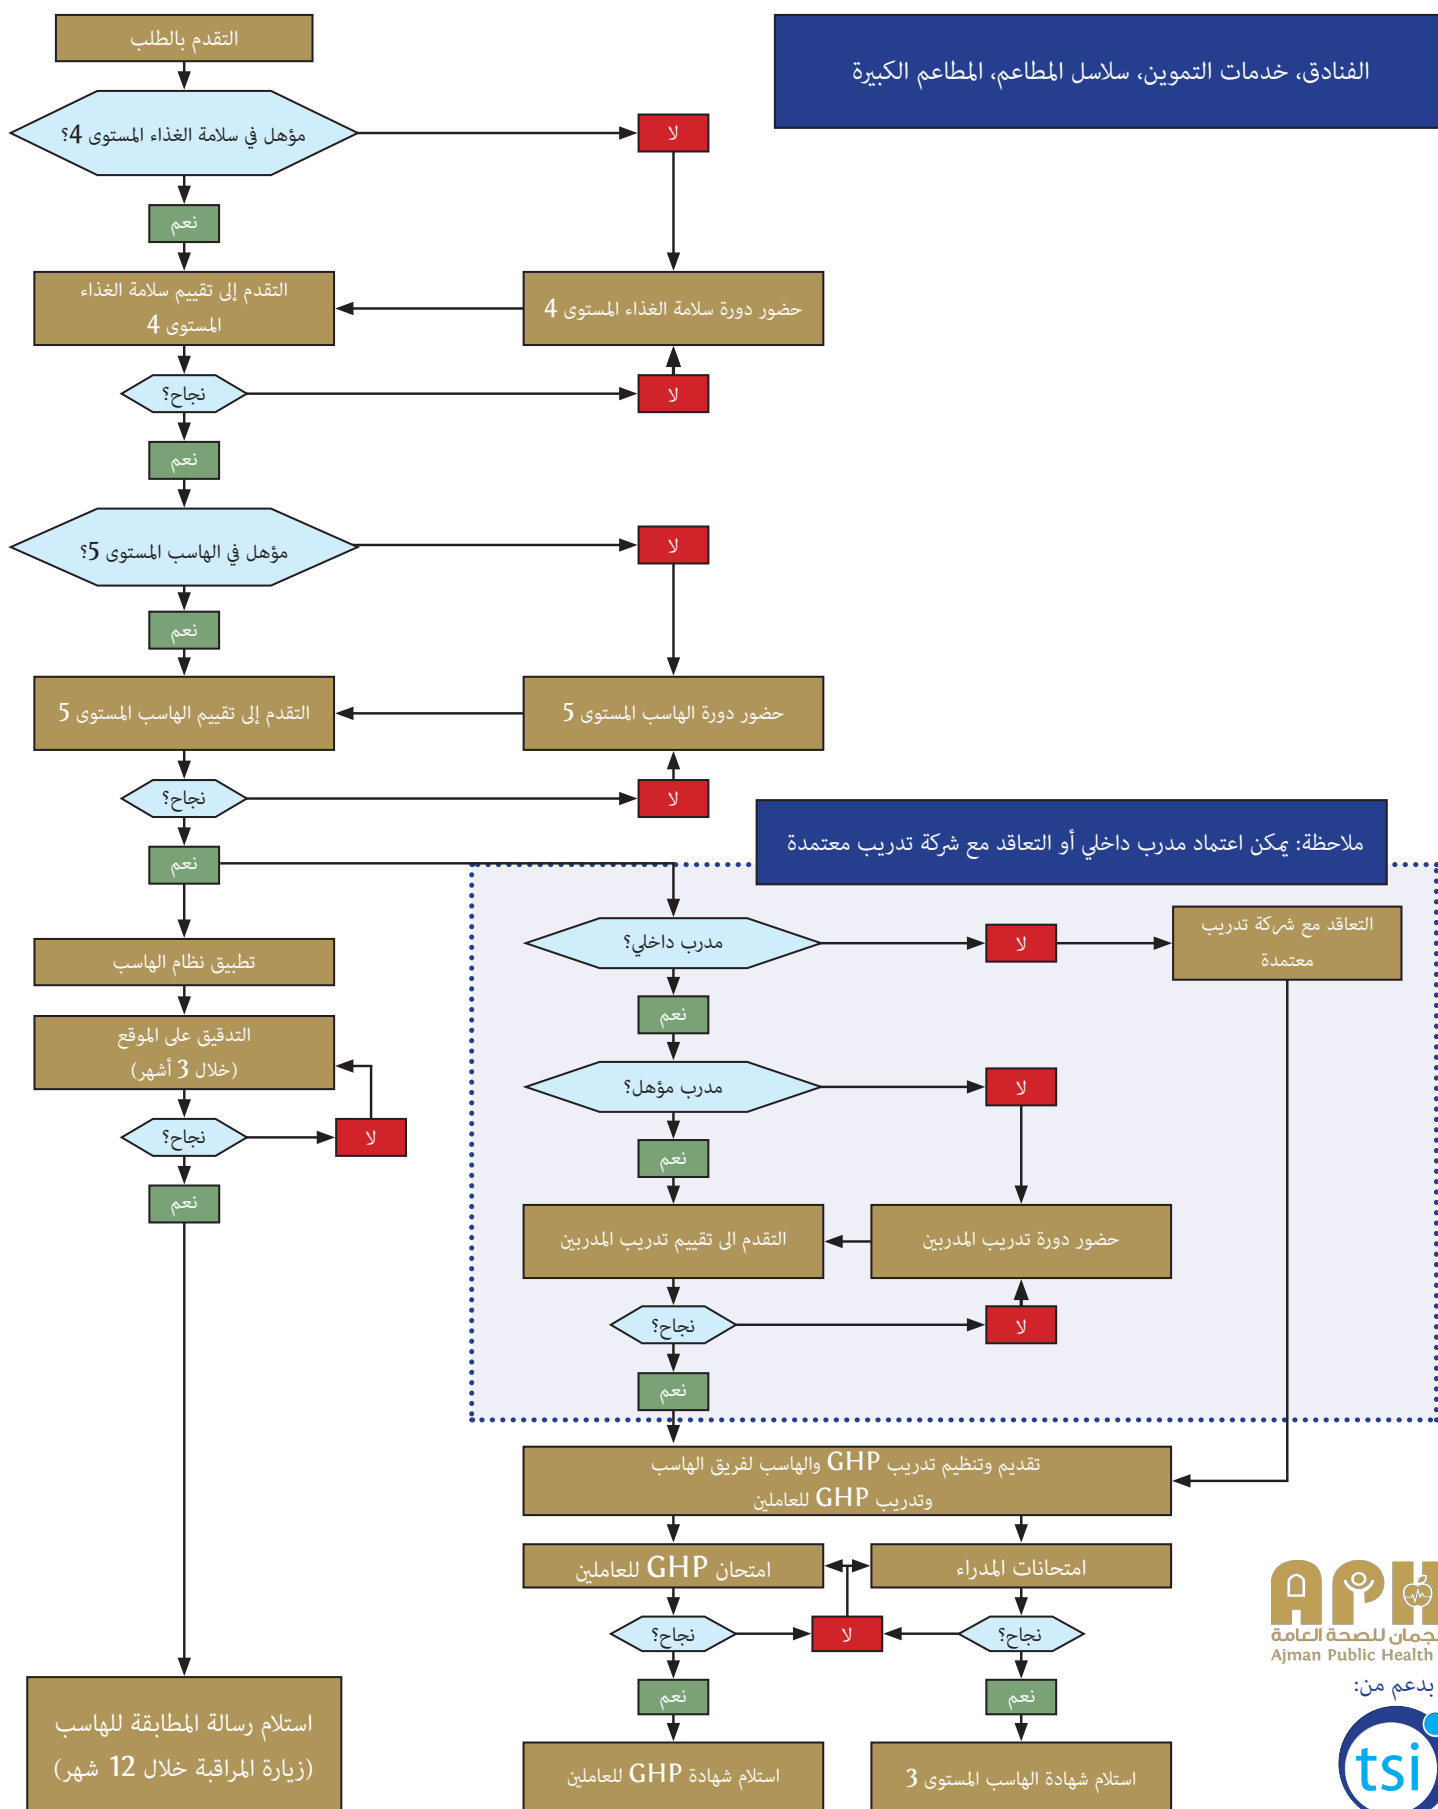 الفنادق، خدمات التموين، سلاسل المطاعم، المطاعم الكبيرة
التقدم بالطلب
مؤهل في سلامة الغذاء المستوى 4؟
لا
نعم
حضور دورة سلامة الغذاء المستوى 4
التقدم إلى تقييم سلامة الغذاء
المستوى 4
نجاح؟
لا
نعم
مؤهل في الهاسب المستوى 5؟
لا
نعم
حضور دورة الهاسب المستوى 5
التقدم إلى تقييم الهاسب المستوى 5
نجاح؟
لا
نعم
ملاحظة: يمكن اعتماد مدرب داخلي أو التعاقد مع شركة تدريب معتمدة
مدرب داخلي؟
لا
التعاقد مع شركة تدريب
معتمدة
نعم
مدرب مؤهل؟
لا
نعم
حضور دورة تدريب المدربين
التقدم الى تقييم تدريب المدربين
نجاح؟
لا
نعم
تطبيق نظام الهاسب
التدقيق على الموقع
(خلال 3 أشهر)
نجاح؟
لا
نعم
تقديم وتنظيم تدريب GHP والهاسب لفريق الهاسب
وتدريب GHP للعاملين
امتحانات المدراء
امتحان GHP للعاملين
نجاح؟
لا
نجاح؟
نعم
نعم
استلام شهادة الهاسب المستوى 3
استلام شهادة GHP للعاملين
استلام رسالة المطابقة للهاسب
(زيارة المراقبة خلال 12 شهر)
APH
للصحة العامة
Ajman Public Health
بدعم من:
tsi